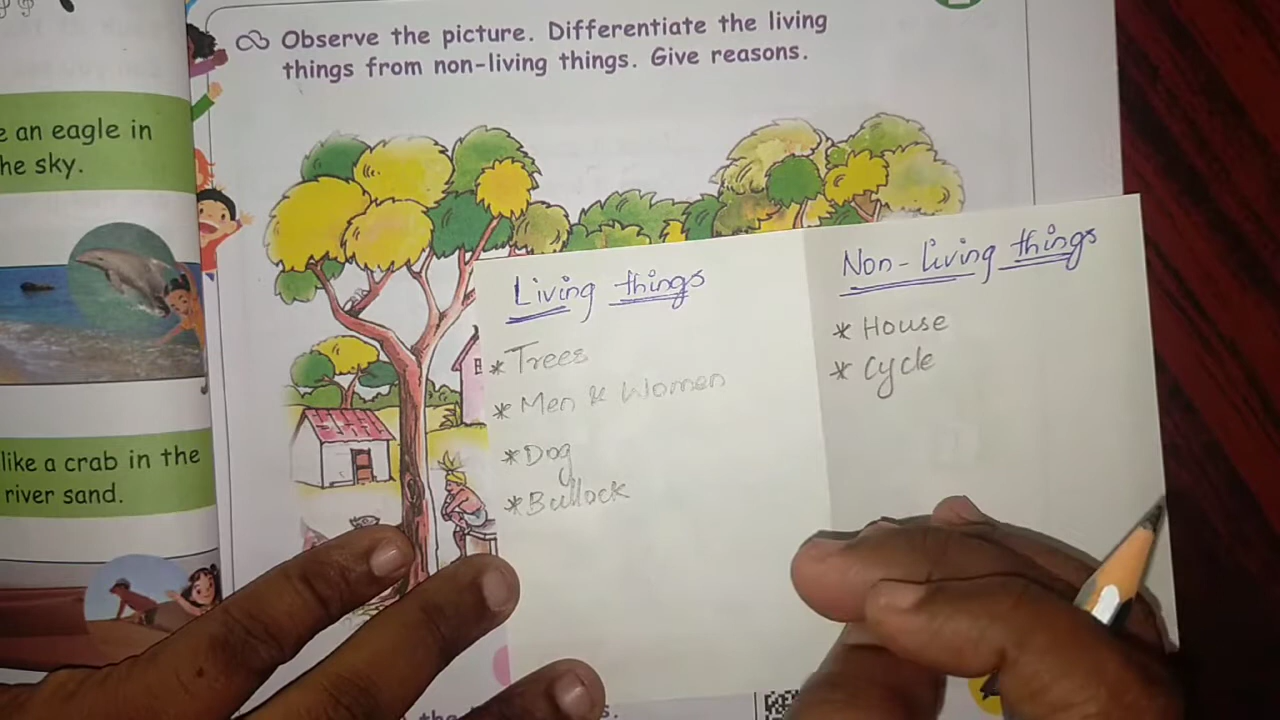 Observe the picture. Differentiate the living
things from non-living things. Give reasons.
e an eagle in
he sky.
like a crab in the
river sand.
Living things
* Trees
* Men & Women
* Dog
* Bullock
Non-living things
* House
* Cycle